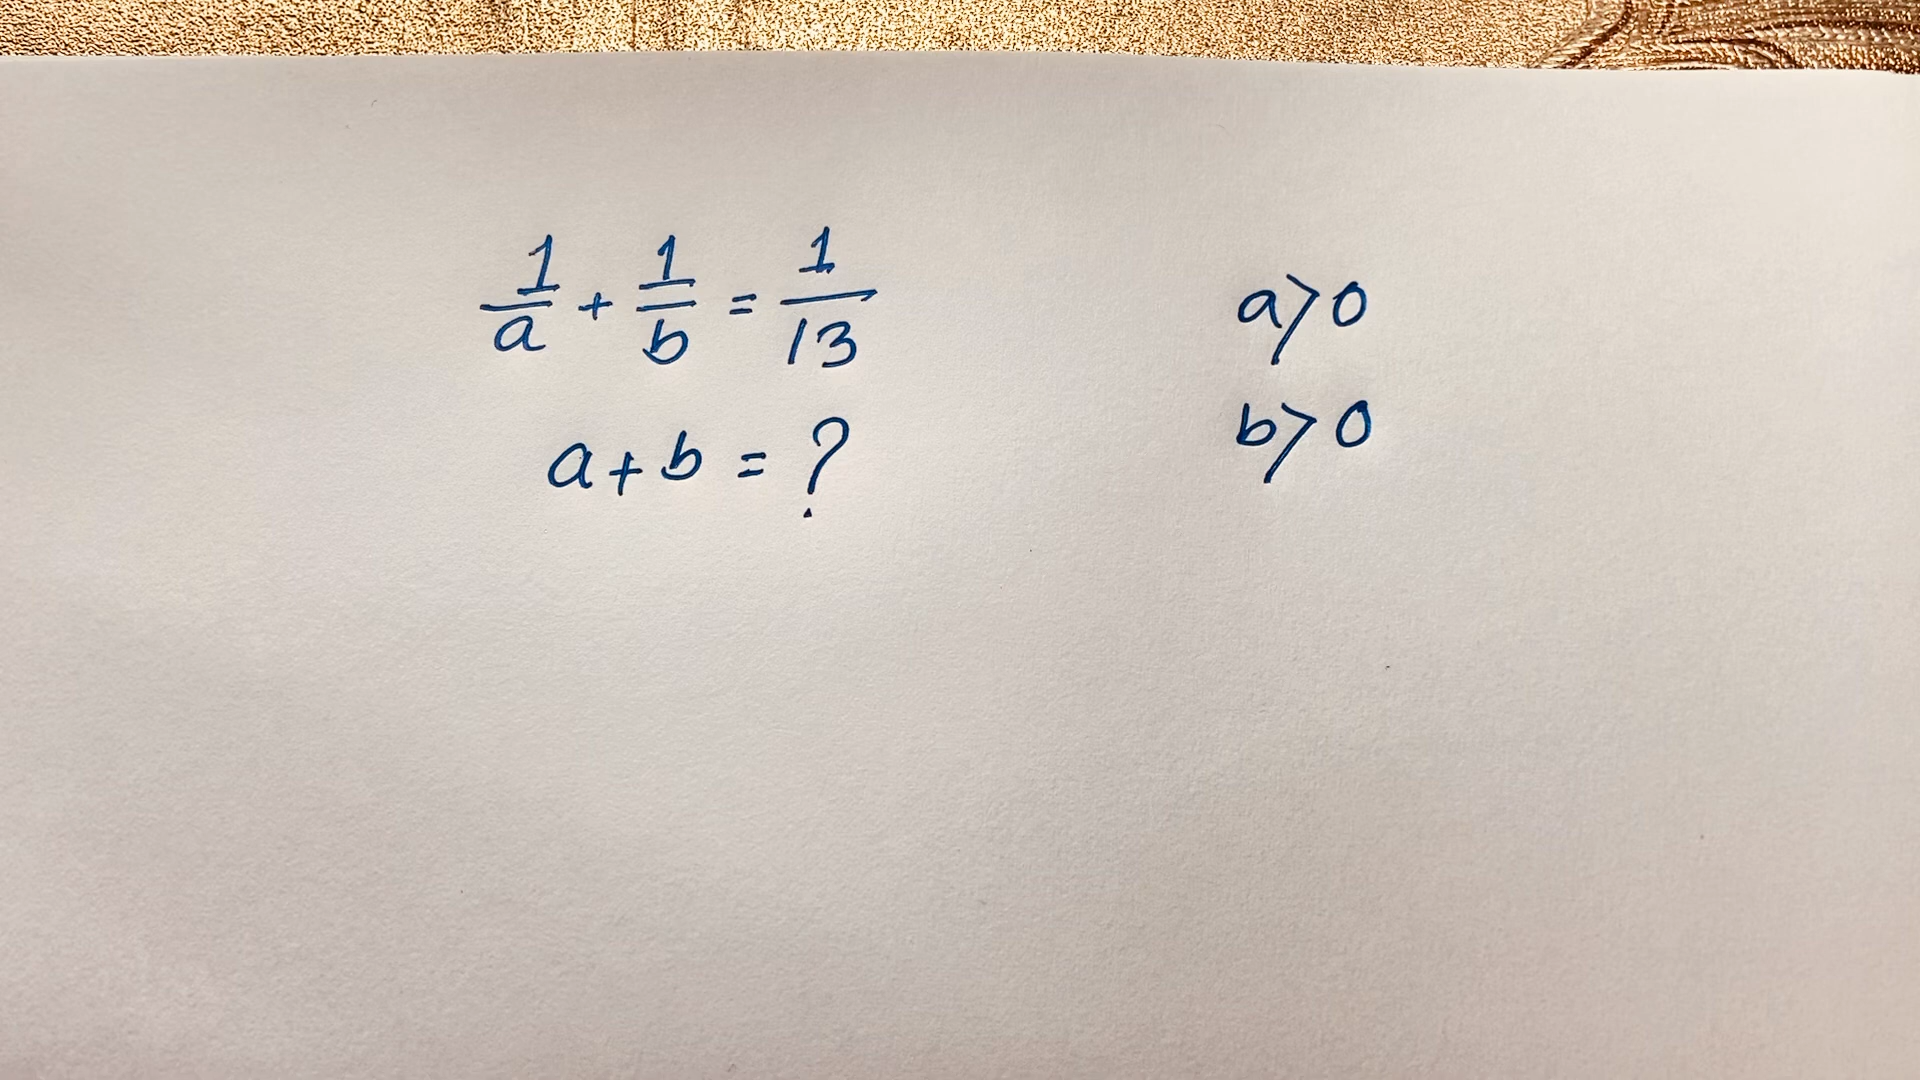 1/a + 1/b = 1/13
a + b = ?
a > 0
b > 0